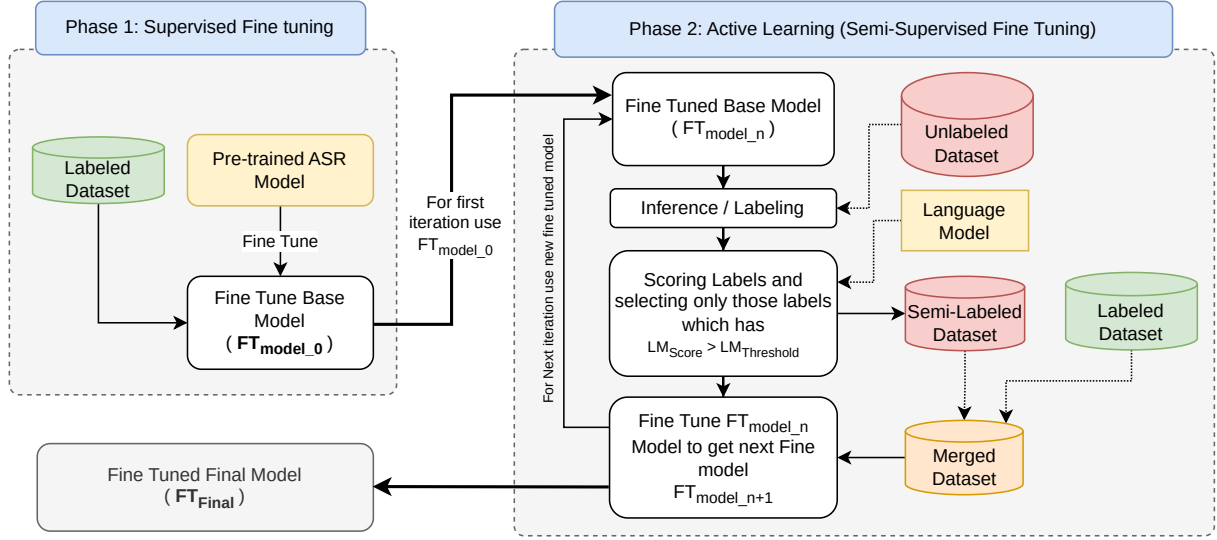 Phase 1: Supervised Fine tuning
Labeled
Dataset
Pre-trained ASR
Model
Fine Tune
Fine Tune Base
Model
( FTmodel_0 )
For first
iteration use
FTmodel_0
Phase 2: Active Learning (Semi-Supervised Fine Tuning)
For Next iteration use new fine tuned model
Fine Tuned Base Model
( FTmodel_n )
Unlabeled
Dataset
Inference / Labeling
Language
Model
Scoring Labels and
selecting only those labels
which has
LMScore > LMThreshold
Semi-Labeled
Dataset
Labeled
Dataset
Fine Tune FTmodel_n
Model to get next Fine
model
FTmodel_n+1
Merged
Dataset
Fine Tuned Final Model
( FTFinal )